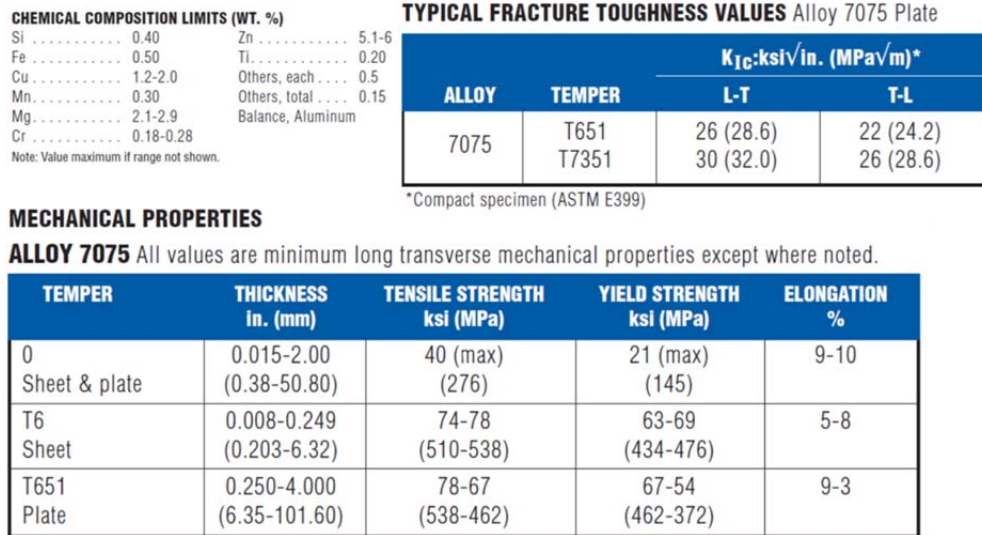 CHEMICAL COMPOSITION LIMITS (WT. %)
Si . . . . . . . . . . . 0.40
Fe . . . . . . . . . . . 0.50
Cu . . . . . . . . . . . 1.2-2.0
Mn. . . . . . . . . . . 0.30
Mg. . . . . . . . . . . 2.1-2.9
Cr . . . . . . . . . . . 0.18-0.28
Zn . . . . . . . . . . . 5.1-6
Ti. . . . . . . . . . . . 0.20
Others, each . . . . 0.5
Others, total . . . . 0.15
Balance, Aluminum
Note: Value maximum if range not shown.
TYPICAL FRACTURE TOUGHNESS VALUES Alloy 7075 Plate
KIC:ksi√in. (MPa√m)*
ALLOY TEMPER L-T T-L
7075
T651 26 (28.6) 22 (24.2)
T7351 30 (32.0) 26 (28.6)
*Compact specimen (ASTM E399)
MECHANICAL PROPERTIES
ALLOY 7075 All values are minimum long transverse mechanical properties except where noted.
TEMPER THICKNESS TENSILE STRENGTH YIELD STRENGTH ELONGATION
in. (mm) ksi (MPa) ksi (MPa) %
0 0.015-2.00 40 (max) 21 (max) 9-10
Sheet & plate (0.38-50.80) (276) (145)
T6 0.008-0.249 74-78 63-69 5-8
Sheet (0.203-6.32) (510-538) (434-476)
T651 0.250-4.000 78-67 67-54 9-3
Plate (6.35-101.60) (538-462) (462-372)